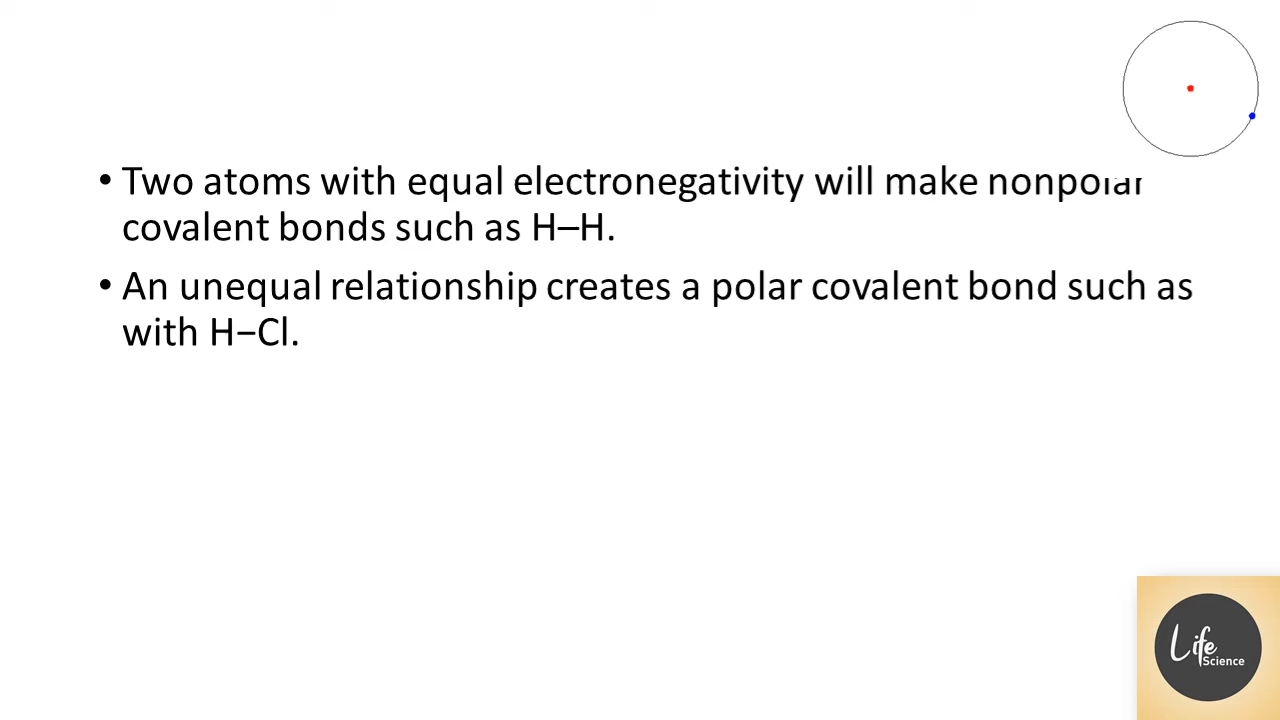 • Two atoms with equal electronegativity will make nonpolar
covalent bonds such as H–H.
• An unequal relationship creates a polar covalent bond such as
with H−Cl.
Life
Science